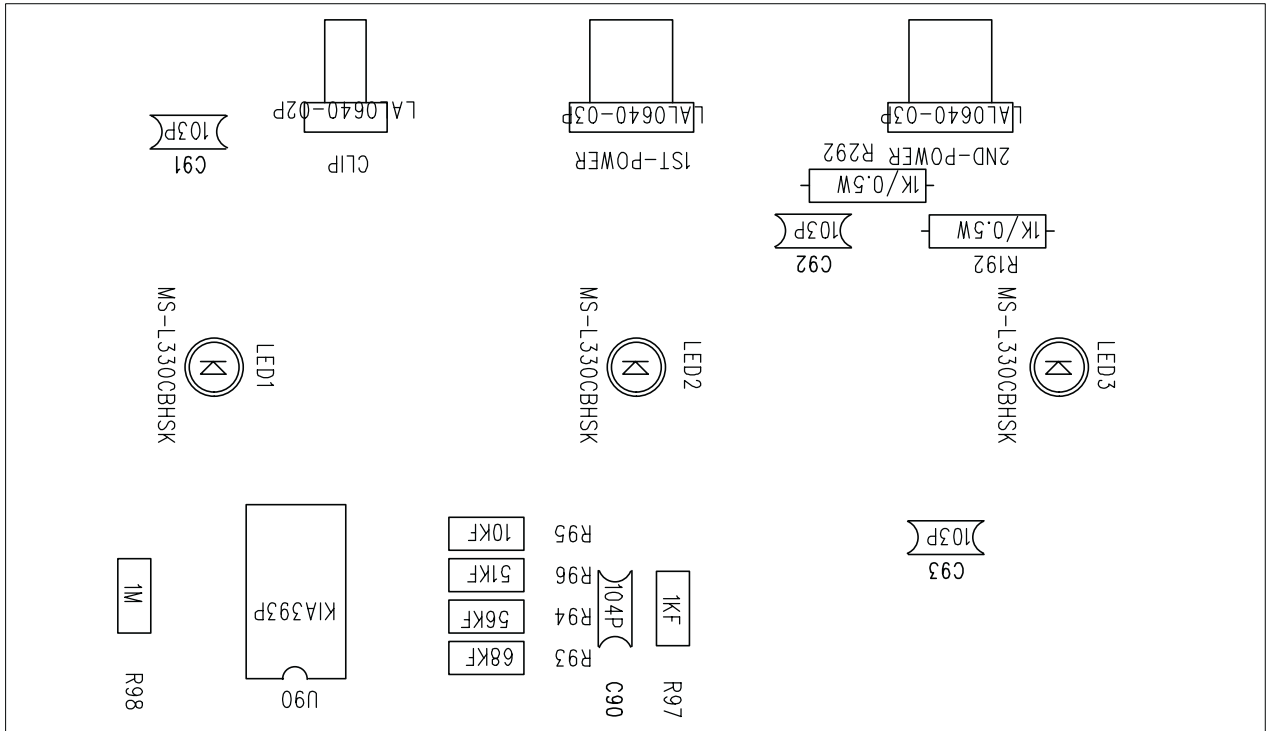 LAL0640-02P
LAL0640-03P
LAL0640-03P
103P
C91
CLIP
1ST-POWER
2ND-POWER
R292
1K/0.5W
103P
C92
1K/0.5W
R192
MS-L330CBHSK
LED1
MS-L330CBHSK
LED2
MS-L330CBHSK
LED3
10KF
R95
51KF
R96
56KF
R94
68KF
R93
103P
C93
1M
R98
KIA393P
U90
104P
C90
1KF
R97